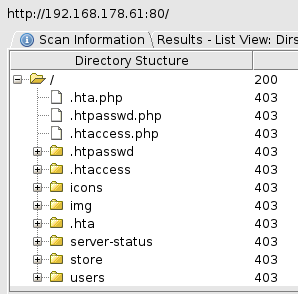 http://192.168.178.61:80/
Scan Information Results - List View: Dirs
Directory Stucture
/ 200
.hta.php 403
.htpasswd.php 403
.htaccess.php 403
.htpasswd 403
.htaccess 403
icons 403
img 403
.hta 403
server-status 403
store 403
users 403